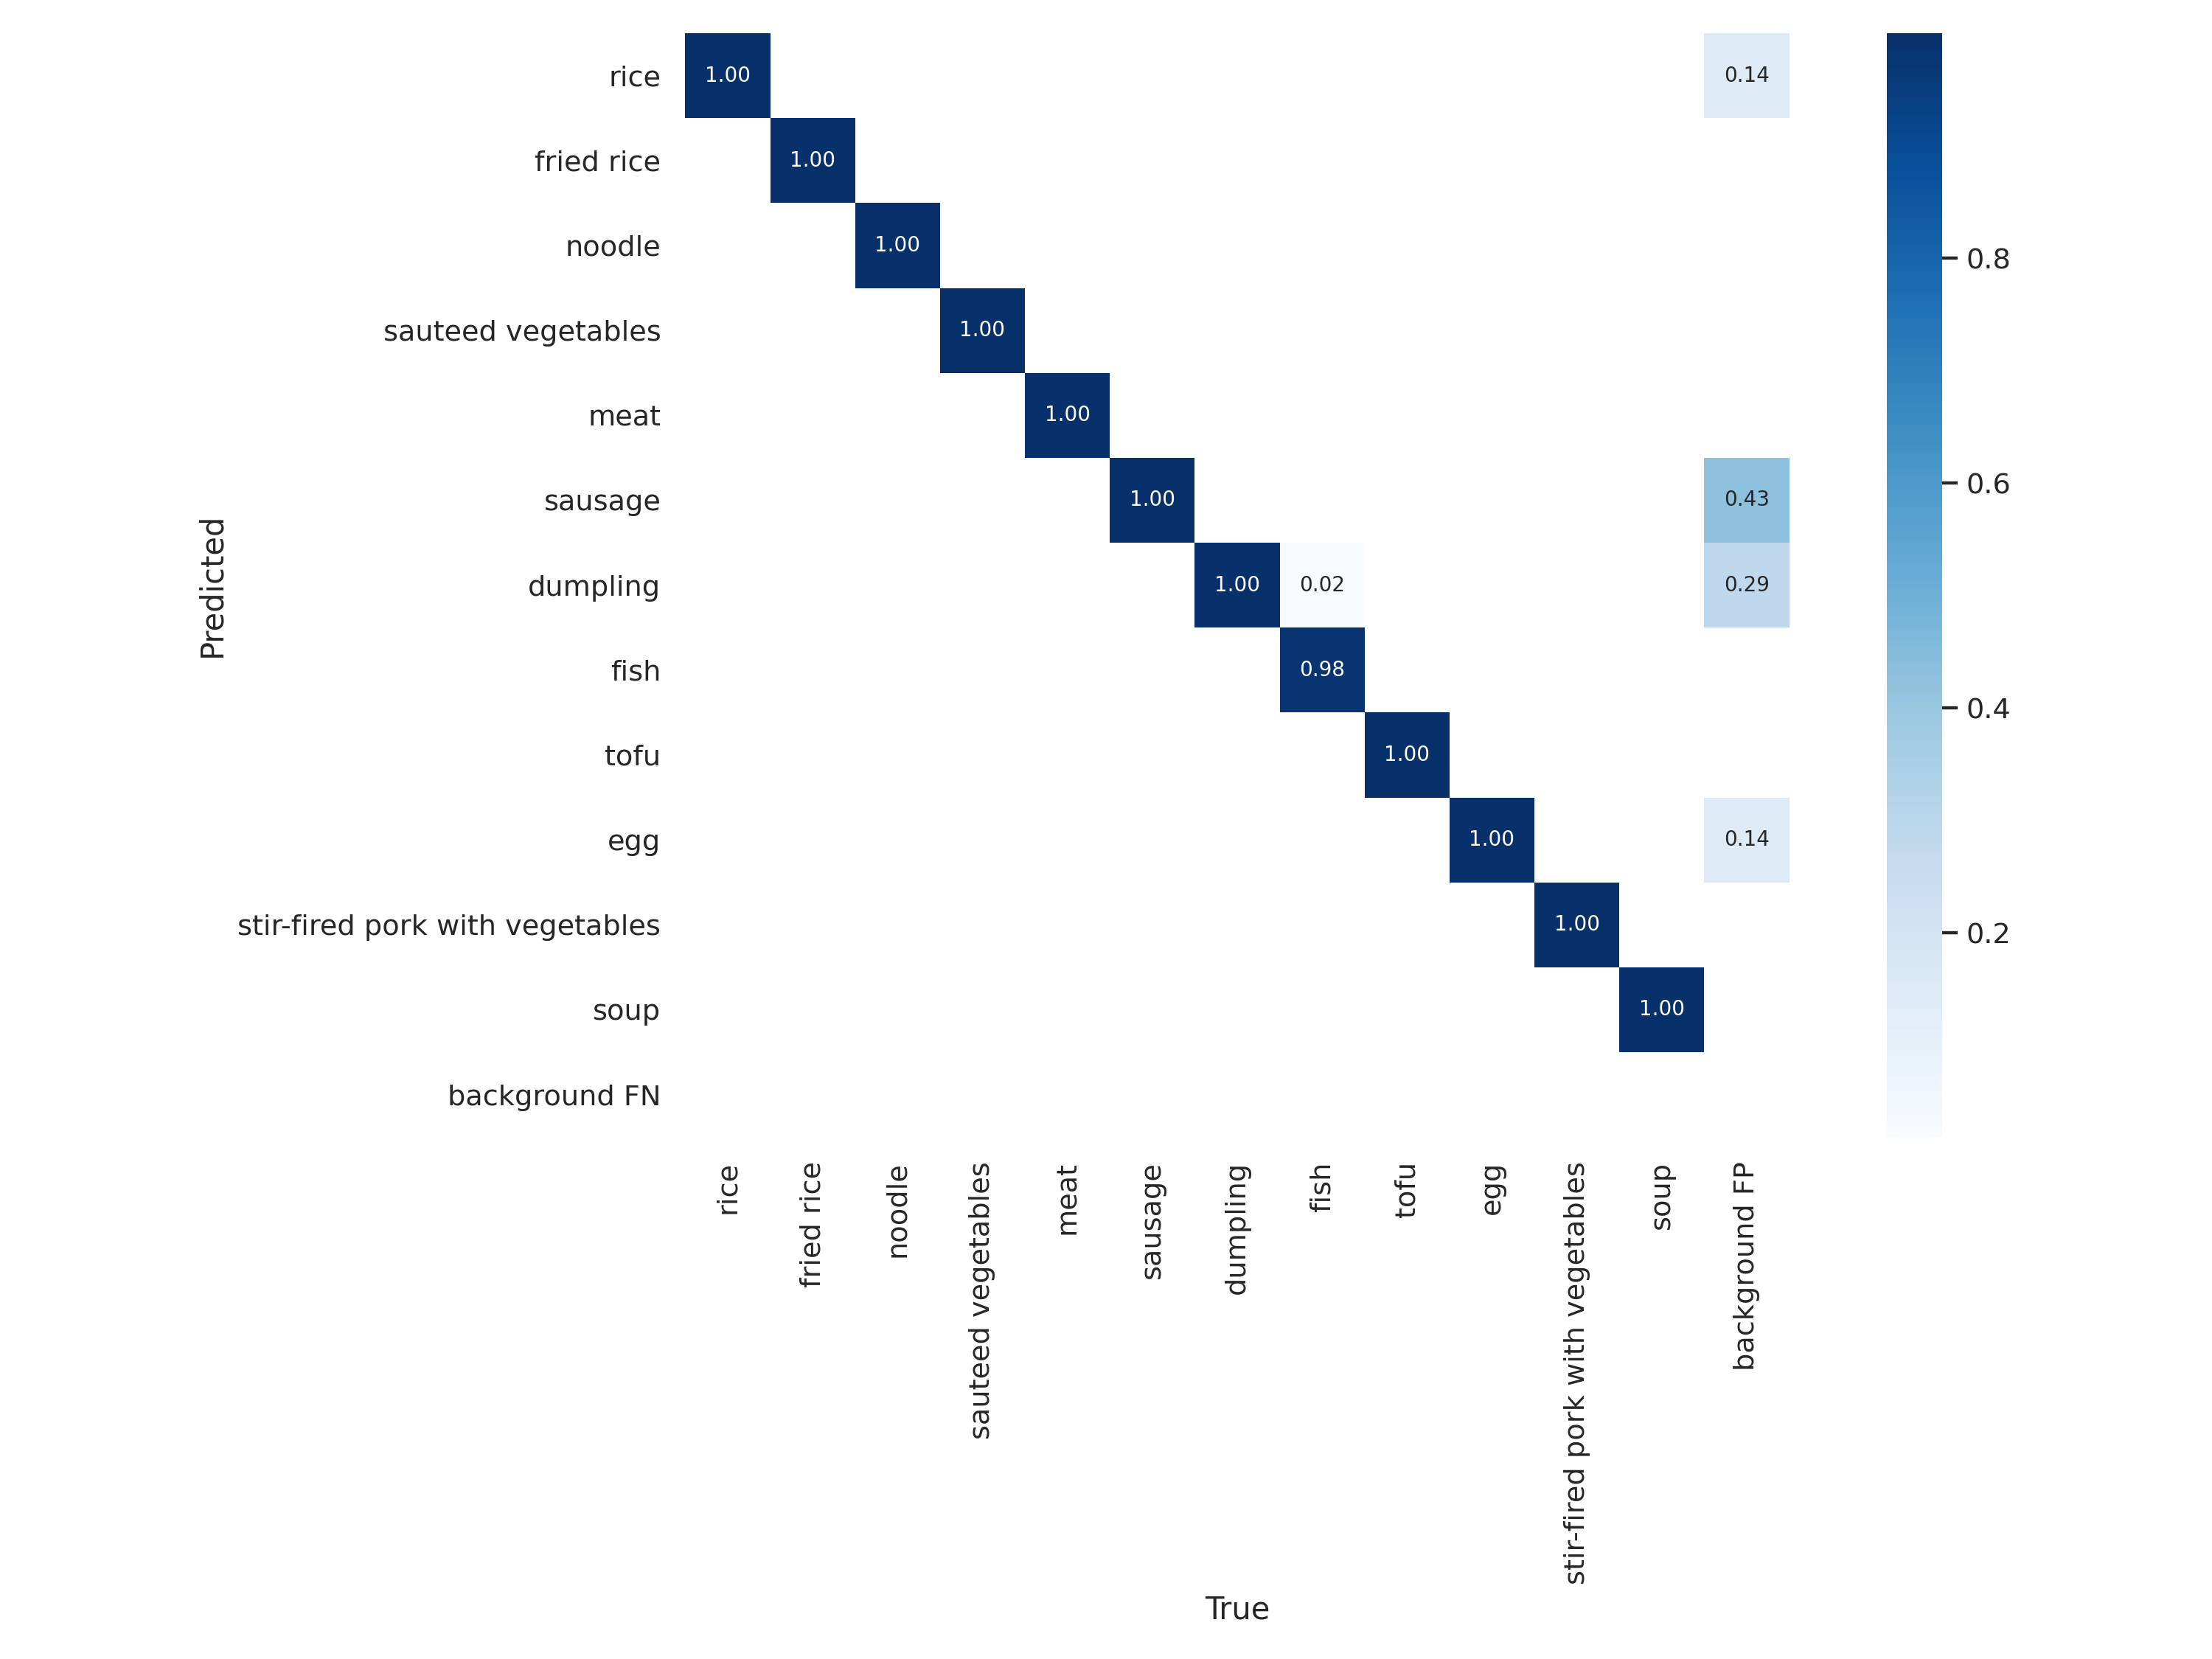 rice 1.00 0.14
fried rice 1.00
noodle 1.00
0.8
sauteed vegetables 1.00
meat 1.00
0.6
sausage 1.00 0.43
Predicted
dumpling 1.00 0.02 0.29
fish 0.98
0.4
tofu 1.00
egg 1.00 0.14
stir-fired pork with vegetables 1.00
0.2
soup 1.00
background FN
rice
fried rice
noodle
sauteed vegetables
meat
sausage
dumpling
fish
tofu
egg
stir-fired pork with vegetables
soup
background FP
True